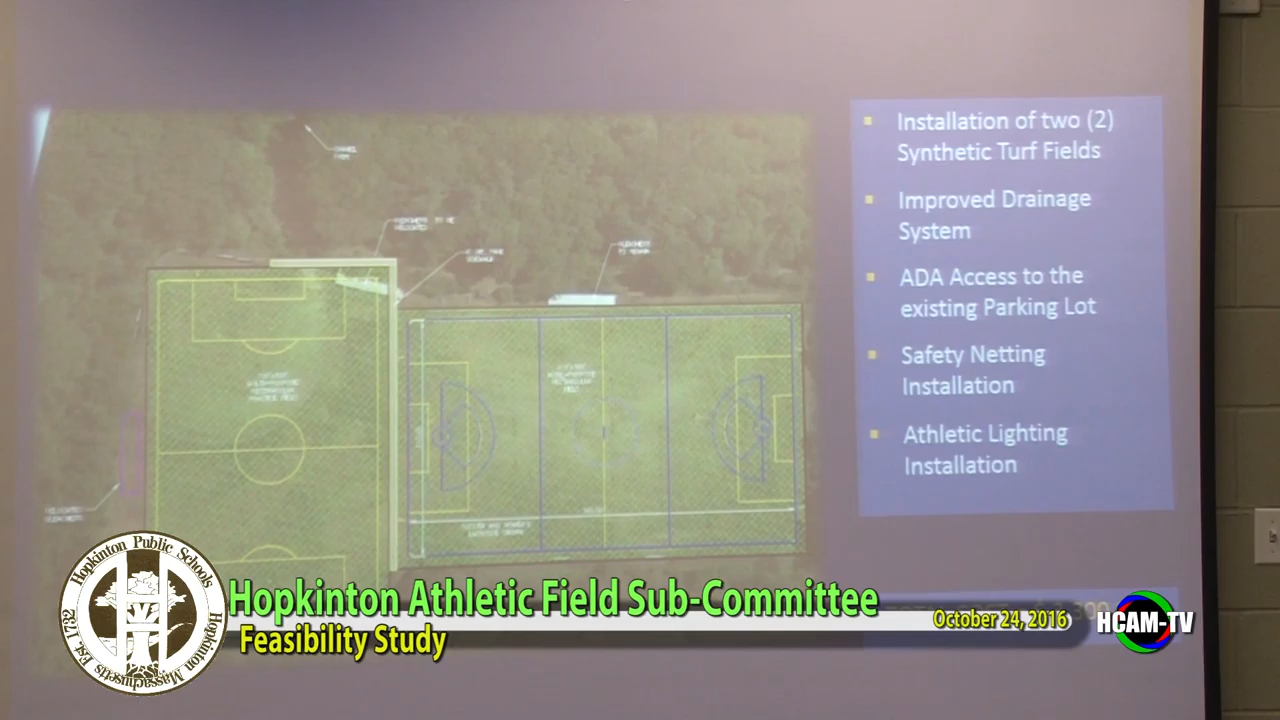 Installation of two (2)
Synthetic Turf Fields
Improved Drainage
System
ADA Access to the
existing Parking Lot
Safety Netting
Installation
Athletic Lighting
Installation
Hopkinton Public Schools
Hopkinton Massachusetts Est. 1732
Hopkinton Athletic Field Sub-Committee
Feasibility Study
October 24, 2016
HCAM-TV